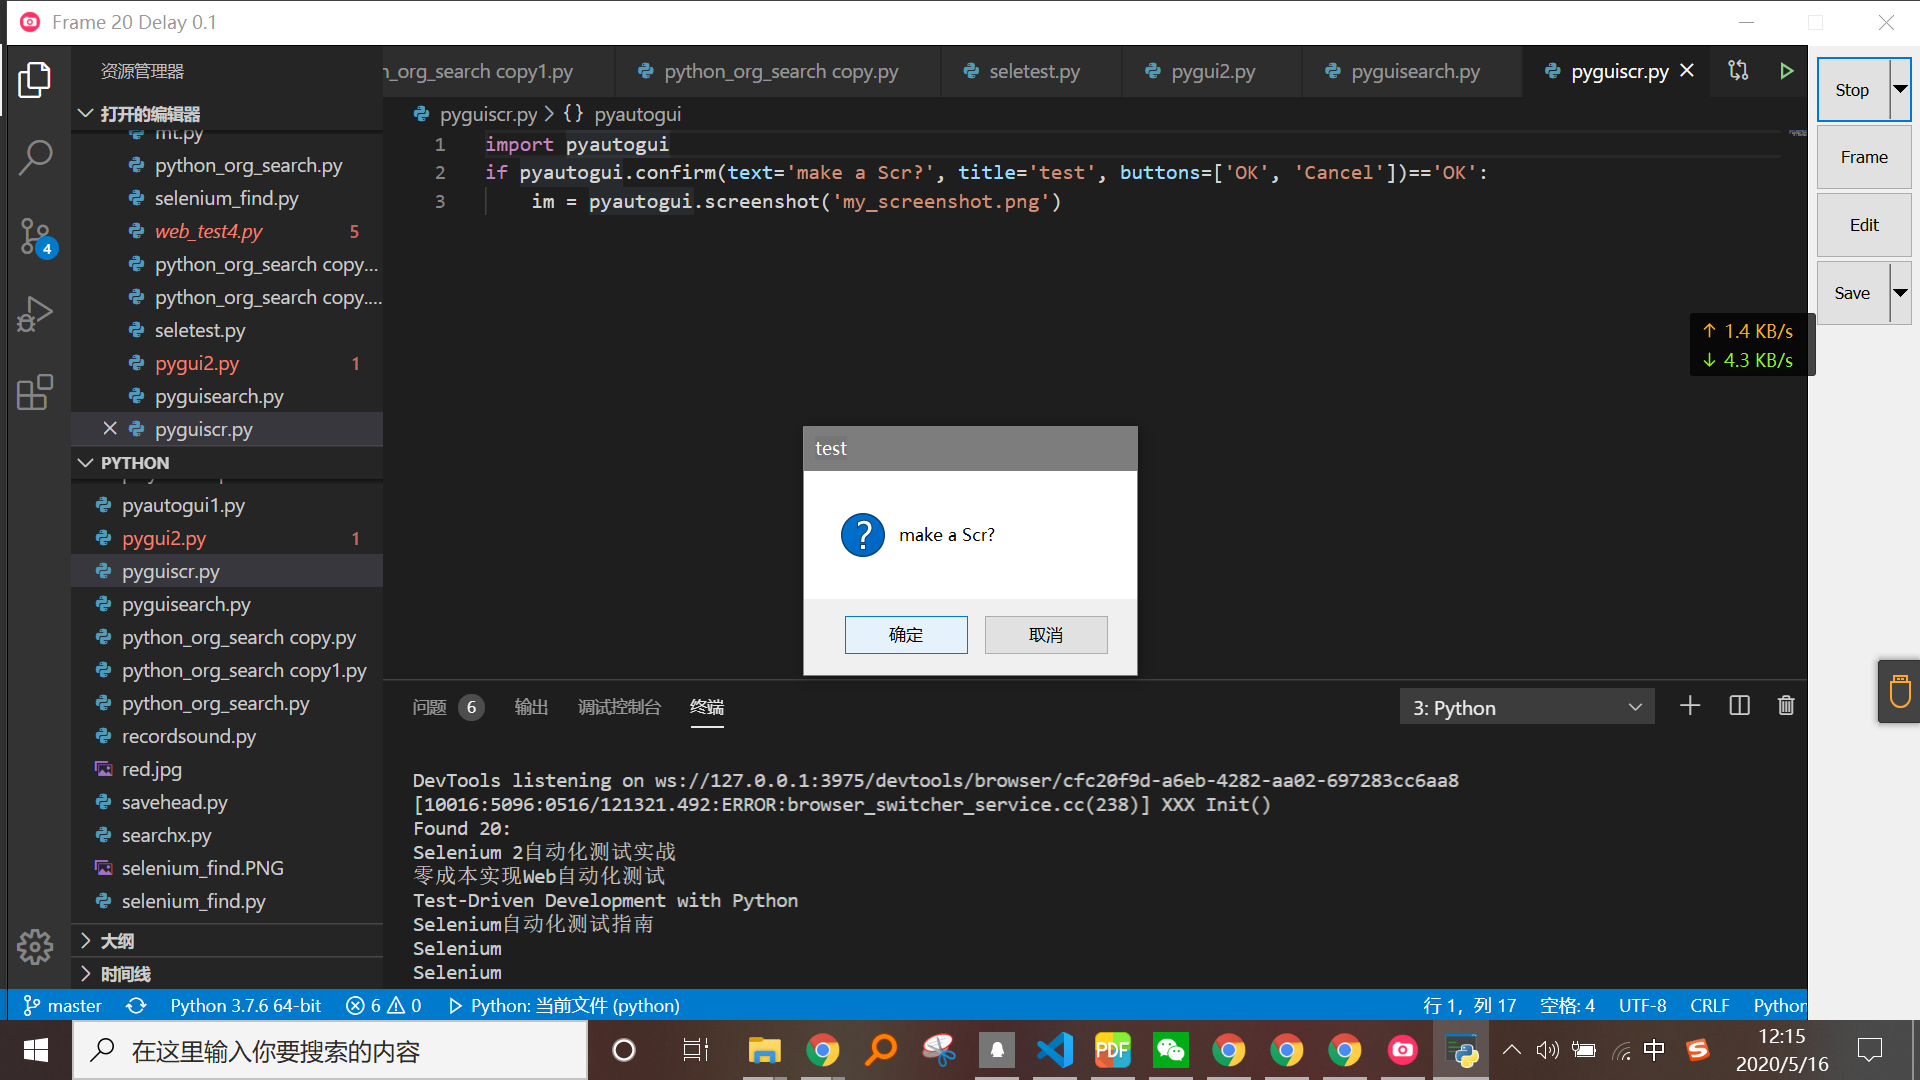 Frame 20 Delay 0.1
资源管理器
打开的编辑器
mt.py
python_org_search.py
selenium_find.py
web_test4.py 5
python_org_search copy...
python_org_search copy....
seletest.py
pygui2.py 1
pyguisearch.py
pyguiscr.py
PYTHON
pyautogui1.py
pygui2.py 1
pyguiscr.py
pyguisearch.py
python_org_search copy.py
python_org_search copy1.py
python_org_search.py
recordsound.py
red.jpg
savehead.py
searchx.py
selenium_find.PNG
selenium_find.py
大纲
时间线
4
n_org_search copy1.py python_org_search copy.py seletest.py pygui2.py pyguisearch.py pyguiscr.py
pyguiscr.py > {} pyautogui
1 import pyautogui
2 if pyautogui.confirm(text='make a Scr?', title='test', buttons=['OK', 'Cancel'])=='OK':
3 im = pyautogui.screenshot('my_screenshot.png')
Stop
Frame
Edit
Save
↑ 1.4 KB/s
↓ 4.3 KB/s
test
make a Scr?
确定 取消
问题 6 输出 调试控制台 终端 3: Python
DevTools listening on ws://127.0.0.1:3975/devtools/browser/cfc20f9d-a6eb-4282-aa02-697283cc6aa8
[10016:5096:0516/121321.492:ERROR:browser_switcher_service.cc(238)] XXX Init()
Found 20:
Selenium 2自动化测试实战
零成本实现Web自动化测试
Test-Driven Development with Python
Selenium自动化测试指南
Selenium
Selenium
master Python 3.7.6 64-bit 6 0 Python: 当前文件 (python) 行 1，列 17 空格: 4 UTF-8 CRLF Python
在这里输入你要搜索的内容
PDF
中
12:15
2020/5/16